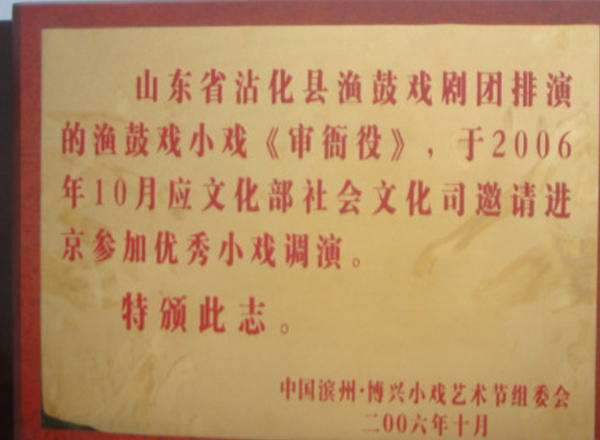 山东省沾化县渔鼓戏剧团排演
的渔鼓戏小戏《审衙役》，于2006
年10月应文化部社会文化司邀请进
京参加优秀小戏调演。
特颁此志。
中国滨州·博兴小戏艺术节组委会
二00六年十月